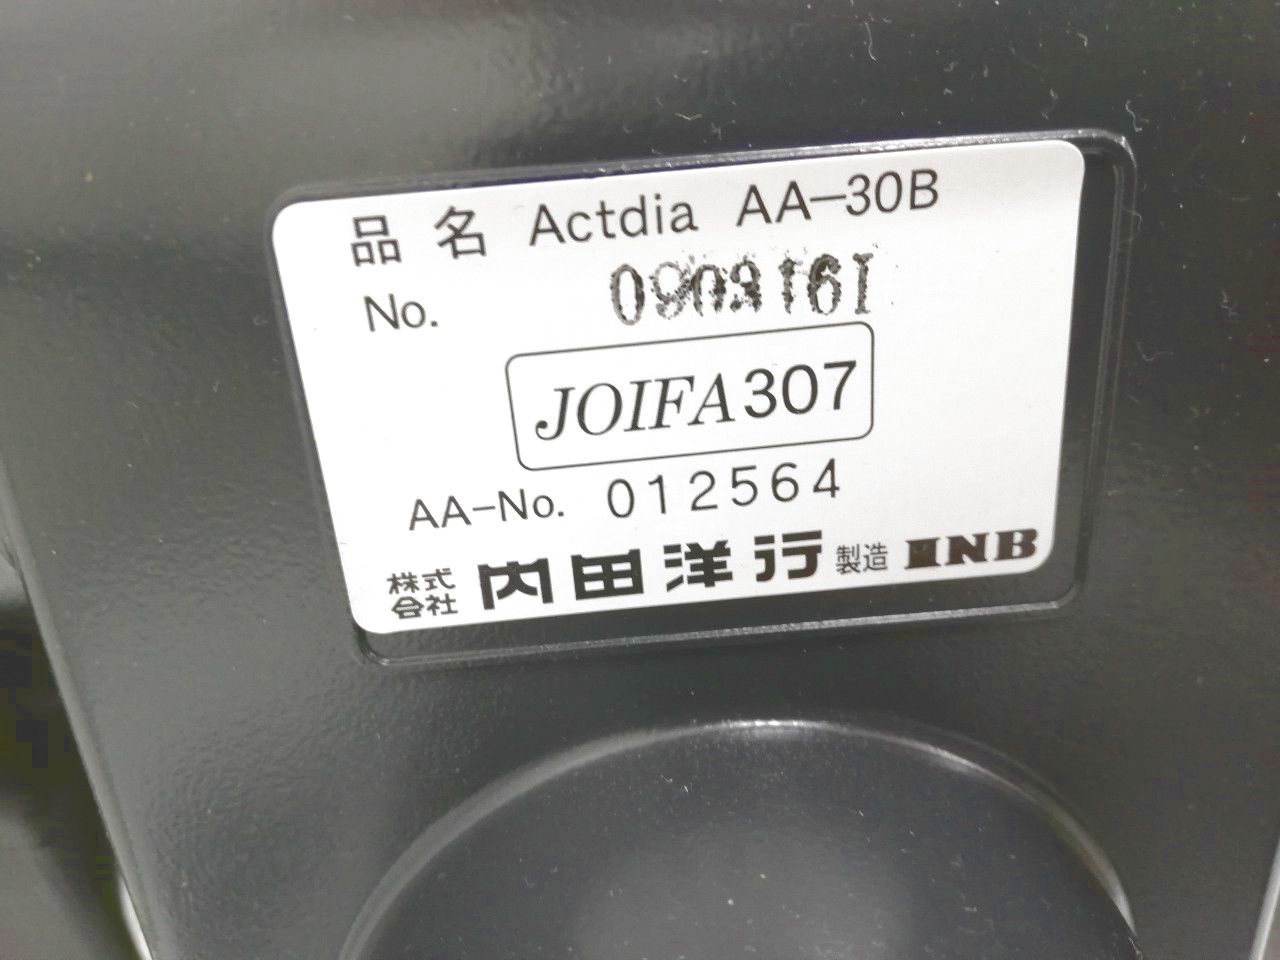 品名 Actdia AA-30B
No. 0903161
JOIFA307
AA-No. 012564
株式会社 内田洋行 製造 INB